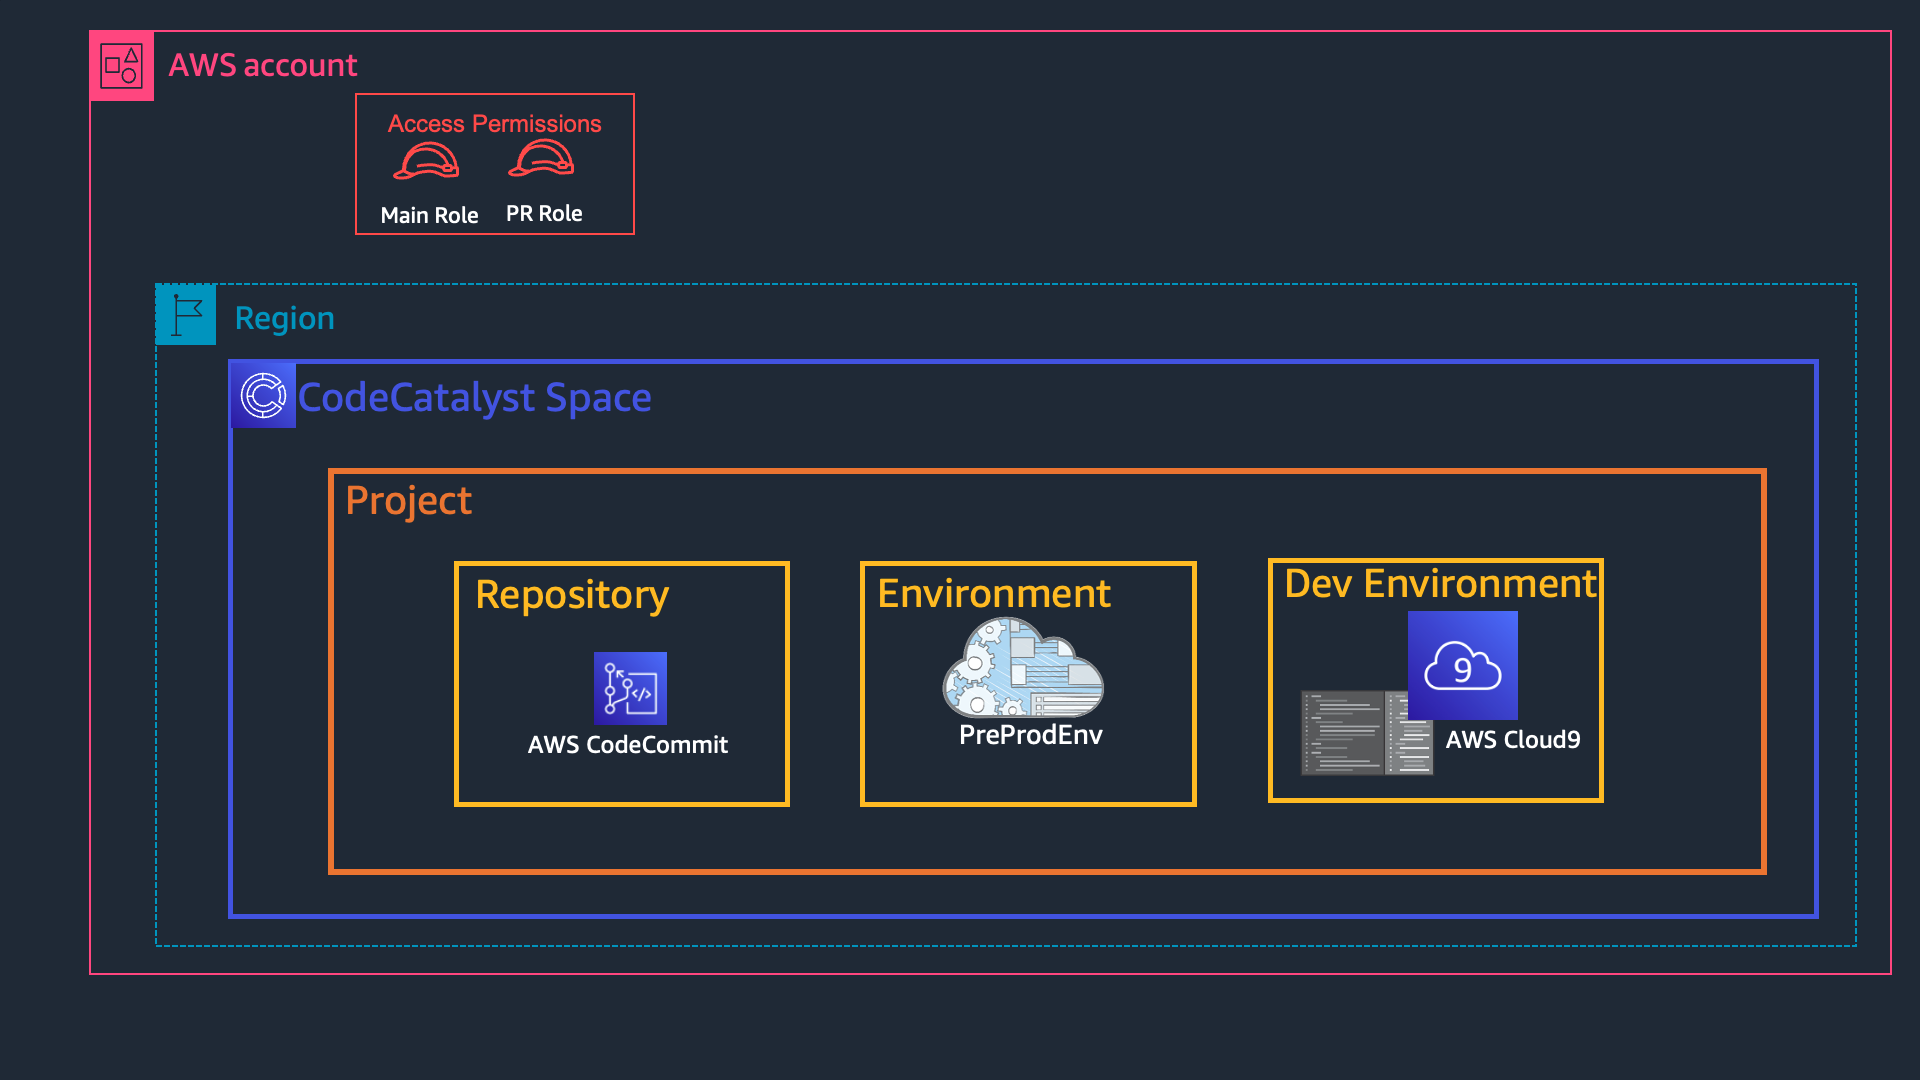 AWS account
Access Permissions
Main Role
PR Role
Region
CodeCatalyst Space
Project
Repository
AWS CodeCommit
Environment
PreProdEnv
Dev Environment
9
AWS Cloud9